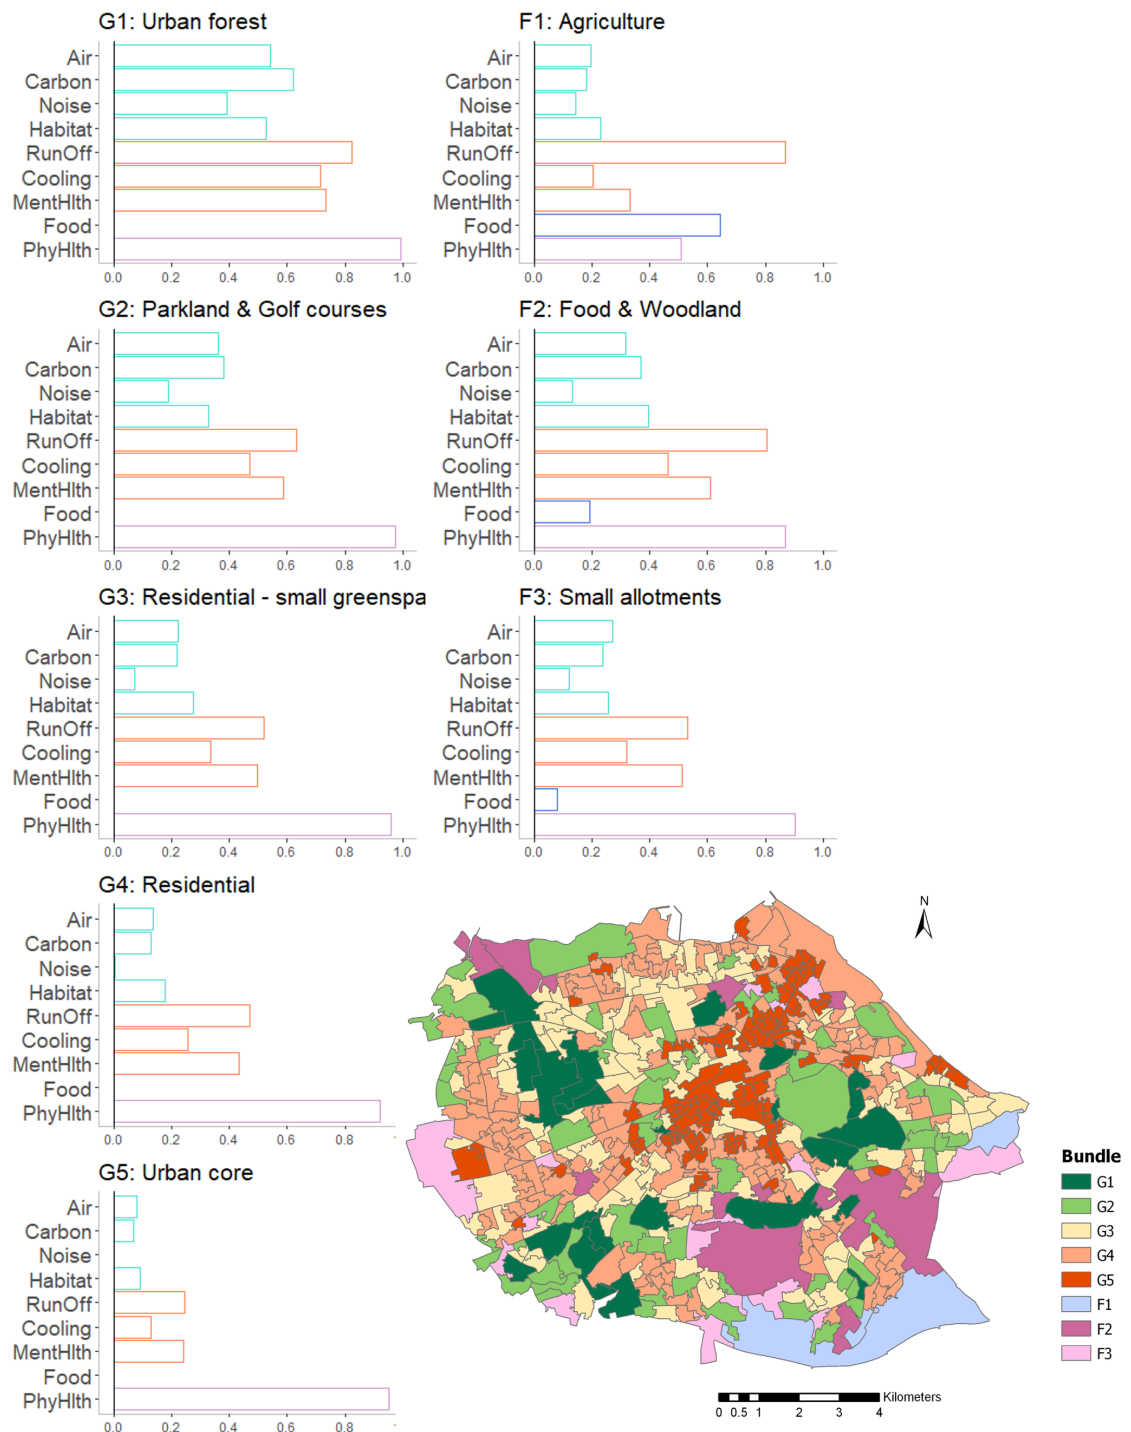 G1: Urban forest
Air
Carbon
Noise
Habitat
RunOff
Cooling
MentHlth
Food
PhyHlth
0.0 0.2 0.4 0.6 0.8 1.0
F1: Agriculture
Air
Carbon
Noise
Habitat
RunOff
Cooling
MentHlth
Food
PhyHlth
0.0 0.2 0.4 0.6 0.8 1.0
G2: Parkland & Golf courses
Air
Carbon
Noise
Habitat
RunOff
Cooling
MentHlth
Food
PhyHlth
0.0 0.2 0.4 0.6 0.8 1.0
F2: Food & Woodland
Air
Carbon
Noise
Habitat
RunOff
Cooling
MentHlth
Food
PhyHlth
0.0 0.2 0.4 0.6 0.8 1.0
G3: Residential - small greenspa
Air
Carbon
Noise
Habitat
RunOff
Cooling
MentHlth
Food
PhyHlth
0.0 0.2 0.4 0.6 0.8 1.0
F3: Small allotments
Air
Carbon
Noise
Habitat
RunOff
Cooling
MentHlth
Food
PhyHlth
0.0 0.2 0.4 0.6 0.8 1.0
G4: Residential
Air
Carbon
Noise
Habitat
RunOff
Cooling
MentHlth
Food
PhyHlth
0.0 0.2 0.4 0.6 0.8
G5: Urban core
Air
Carbon
Noise
Habitat
RunOff
Cooling
MentHlth
Food
PhyHlth
0.0 0.2 0.4 0.6 0.8
N
Bundle
G1
G2
G3
G4
G5
F1
F2
F3
Kilometers
0 0.5 1 2 3 4